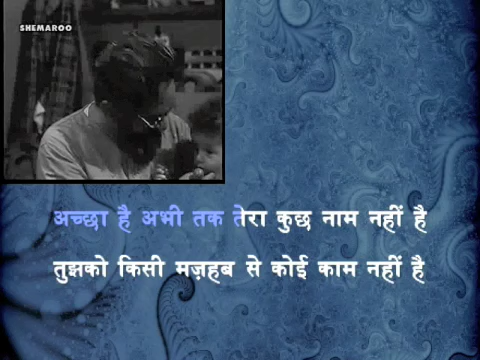 SHEMAROO
अच्छा है अभी तक तेरा कुछ नाम नहीं है
तुझको किसी मज़हब से कोई काम नहीं है